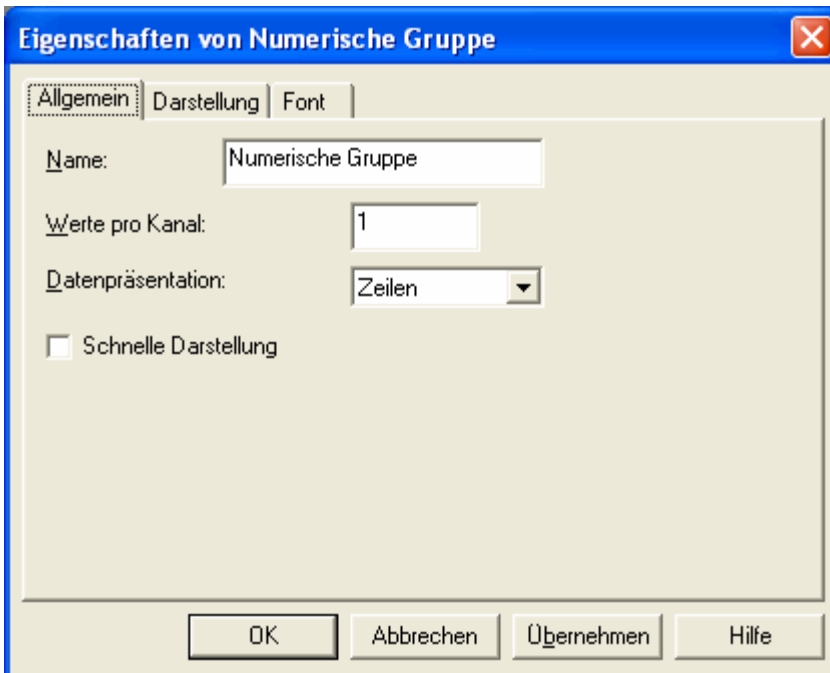 Eigenschaften von Numerische Gruppe
Allgemein Darstellung Font
Name: Numerische Gruppe
Werte pro Kanal: 1
Datenpräsentation: Zeilen
Schnelle Darstellung
OK Abbrechen Übernehmen Hilfe